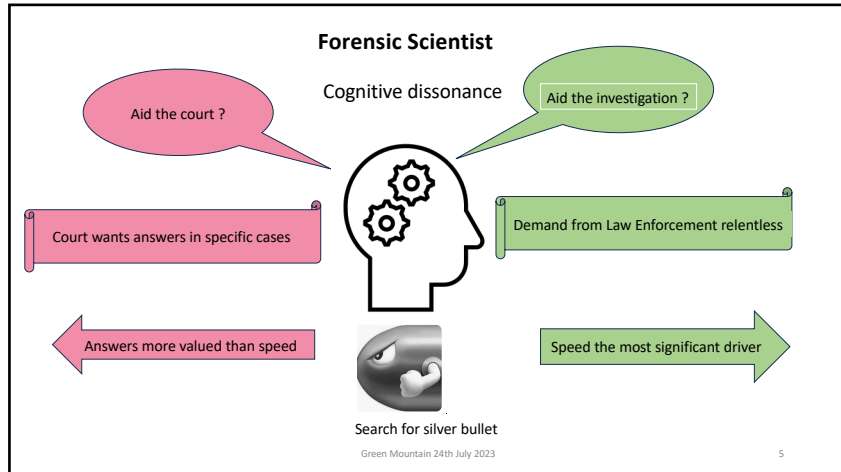 Forensic Scientist
Cognitive dissonance
Aid the court ?
Aid the investigation ?
Court wants answers in specific cases
Demand from Law Enforcement relentless
Answers more valued than speed
Speed the most significant driver
Search for silver bullet
Green Mountain 24th July 2023
5